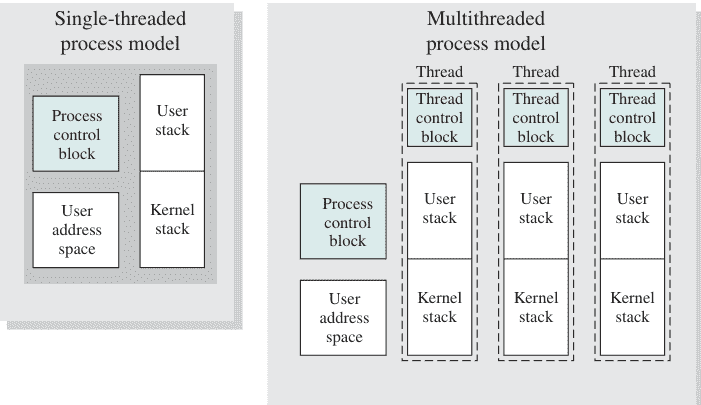 Single-threaded
process model
Process
control
block
User
stack
User
address
space
Kernel
stack
Multithreaded
process model
Thread
Thread
Thread
Thread
control
block
Thread
control
block
Thread
control
block
Process
control
block
User
stack
User
stack
User
stack
User
address
space
Kernel
stack
Kernel
stack
Kernel
stack